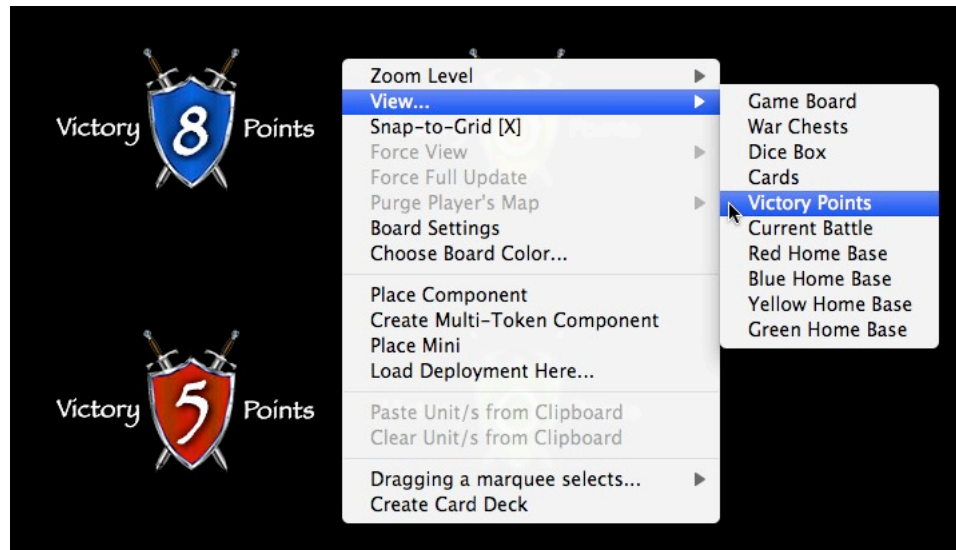 Victory 8 Points
Victory 5 Points
Zoom Level
View...
Snap-to-Grid [X]
Force View
Force Full Update
Purge Player's Map
Board Settings
Choose Board Color...
Place Component
Create Multi-Token Component
Place Mini
Load Deployment Here...
Paste Unit/s from Clipboard
Clear Unit/s from Clipboard
Dragging a marquee selects...
Create Card Deck
Game Board
War Chests
Dice Box
Cards
Victory Points
Current Battle
Red Home Base
Blue Home Base
Yellow Home Base
Green Home Base